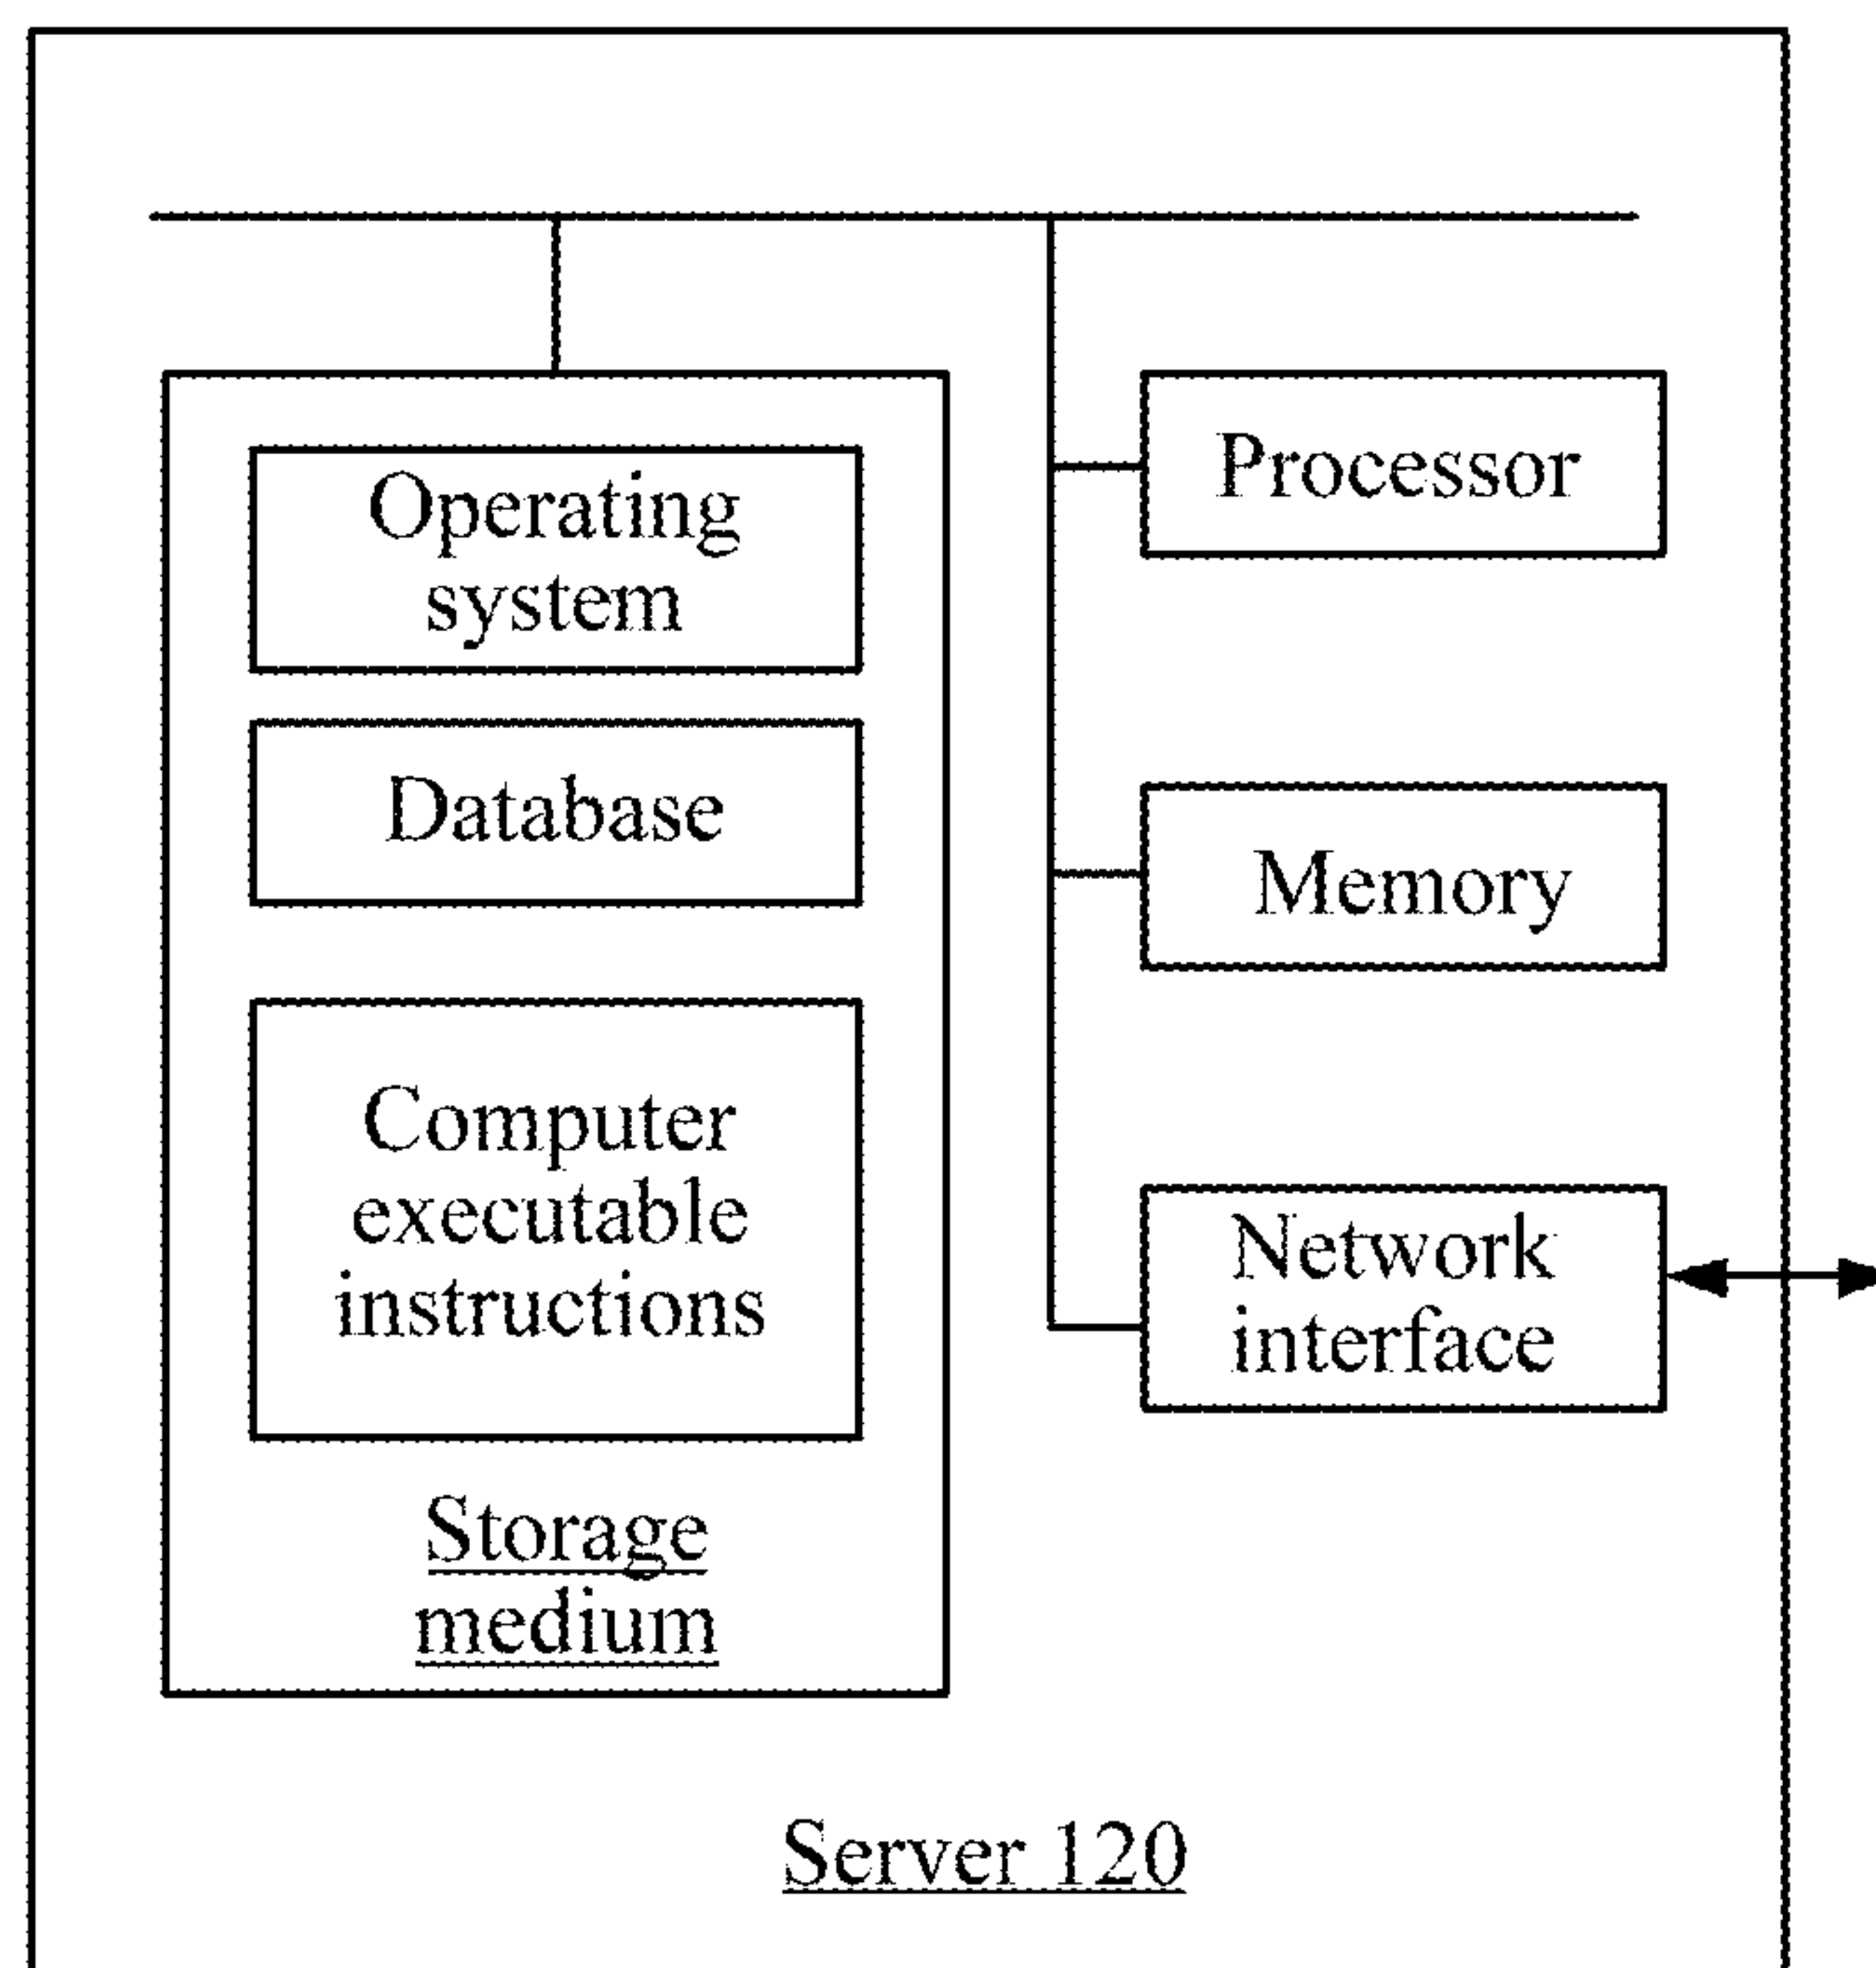 Operating
system
Database
Computer
executable
instructions
Storage
medium
Processor
Memory
Network
interface
Server 120